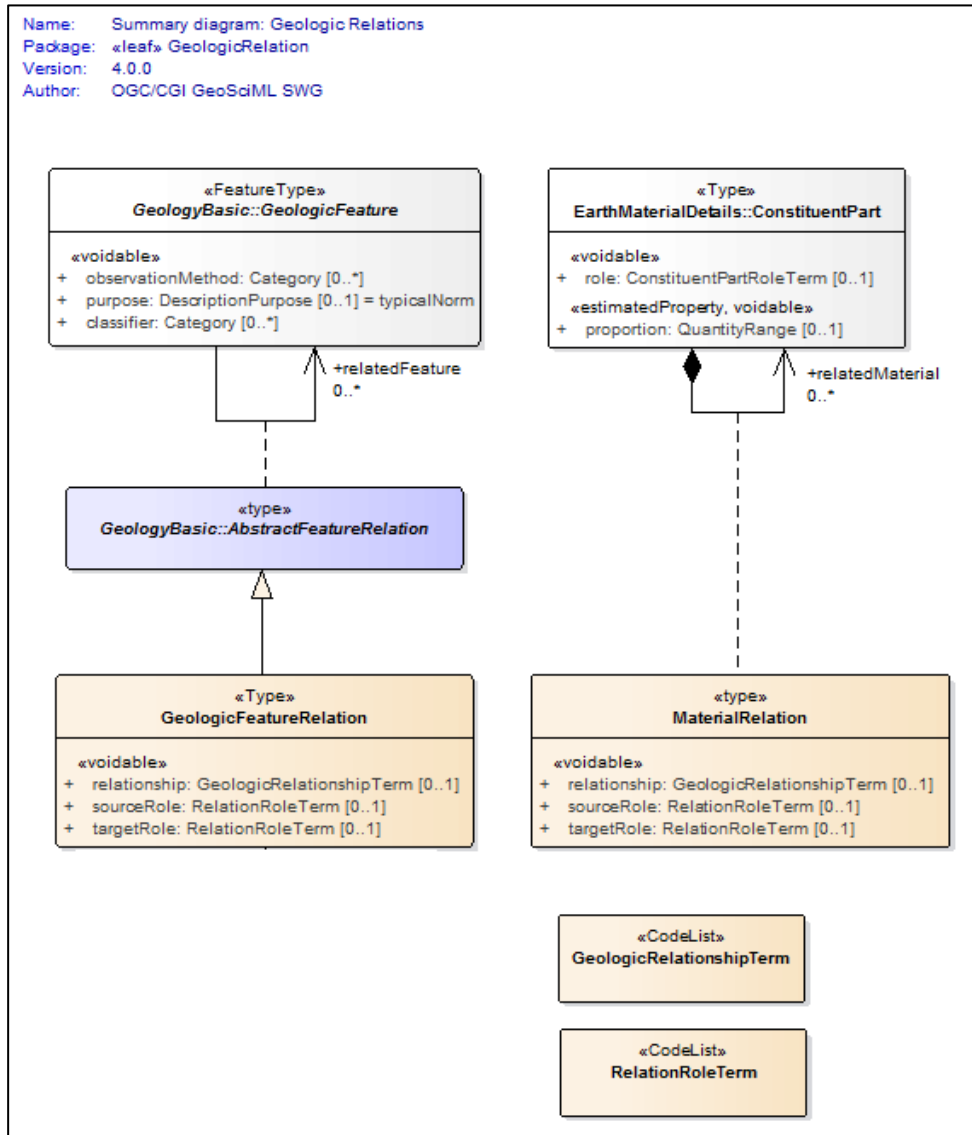 Name: Summary diagram: Geologic Relations
Package: «leaf» GeologicRelation
Version: 4.0.0
Author: OGC/CGI GeoSciML SWG
«FeatureType»
GeologyBasic::GeologicFeature
«voidable»
+ observationMethod: Category [0..*]
+ purpose: DescriptionPurpose [0..1] = typicalNorm
+ classifier: Category [0..*]
+relatedFeature
0..*
«Type»
EarthMaterialDetails::ConstituentPart
«voidable»
+ role: ConstituentPartRoleTerm [0..1]
«estimatedProperty, voidable»
+ proportion: QuantityRange [0..1]
+relatedMaterial
0..*
«type»
GeologyBasic::AbstractFeatureRelation
«Type»
GeologicFeatureRelation
«voidable»
+ relationship: GeologicRelationshipTerm [0..1]
+ sourceRole: RelationRoleTerm [0..1]
+ targetRole: RelationRoleTerm [0..1]
«type»
MaterialRelation
«voidable»
+ relationship: GeologicRelationshipTerm [0..1]
+ sourceRole: RelationRoleTerm [0..1]
+ targetRole: RelationRoleTerm [0..1]
«CodeList»
GeologicRelationshipTerm
«CodeList»
RelationRoleTerm